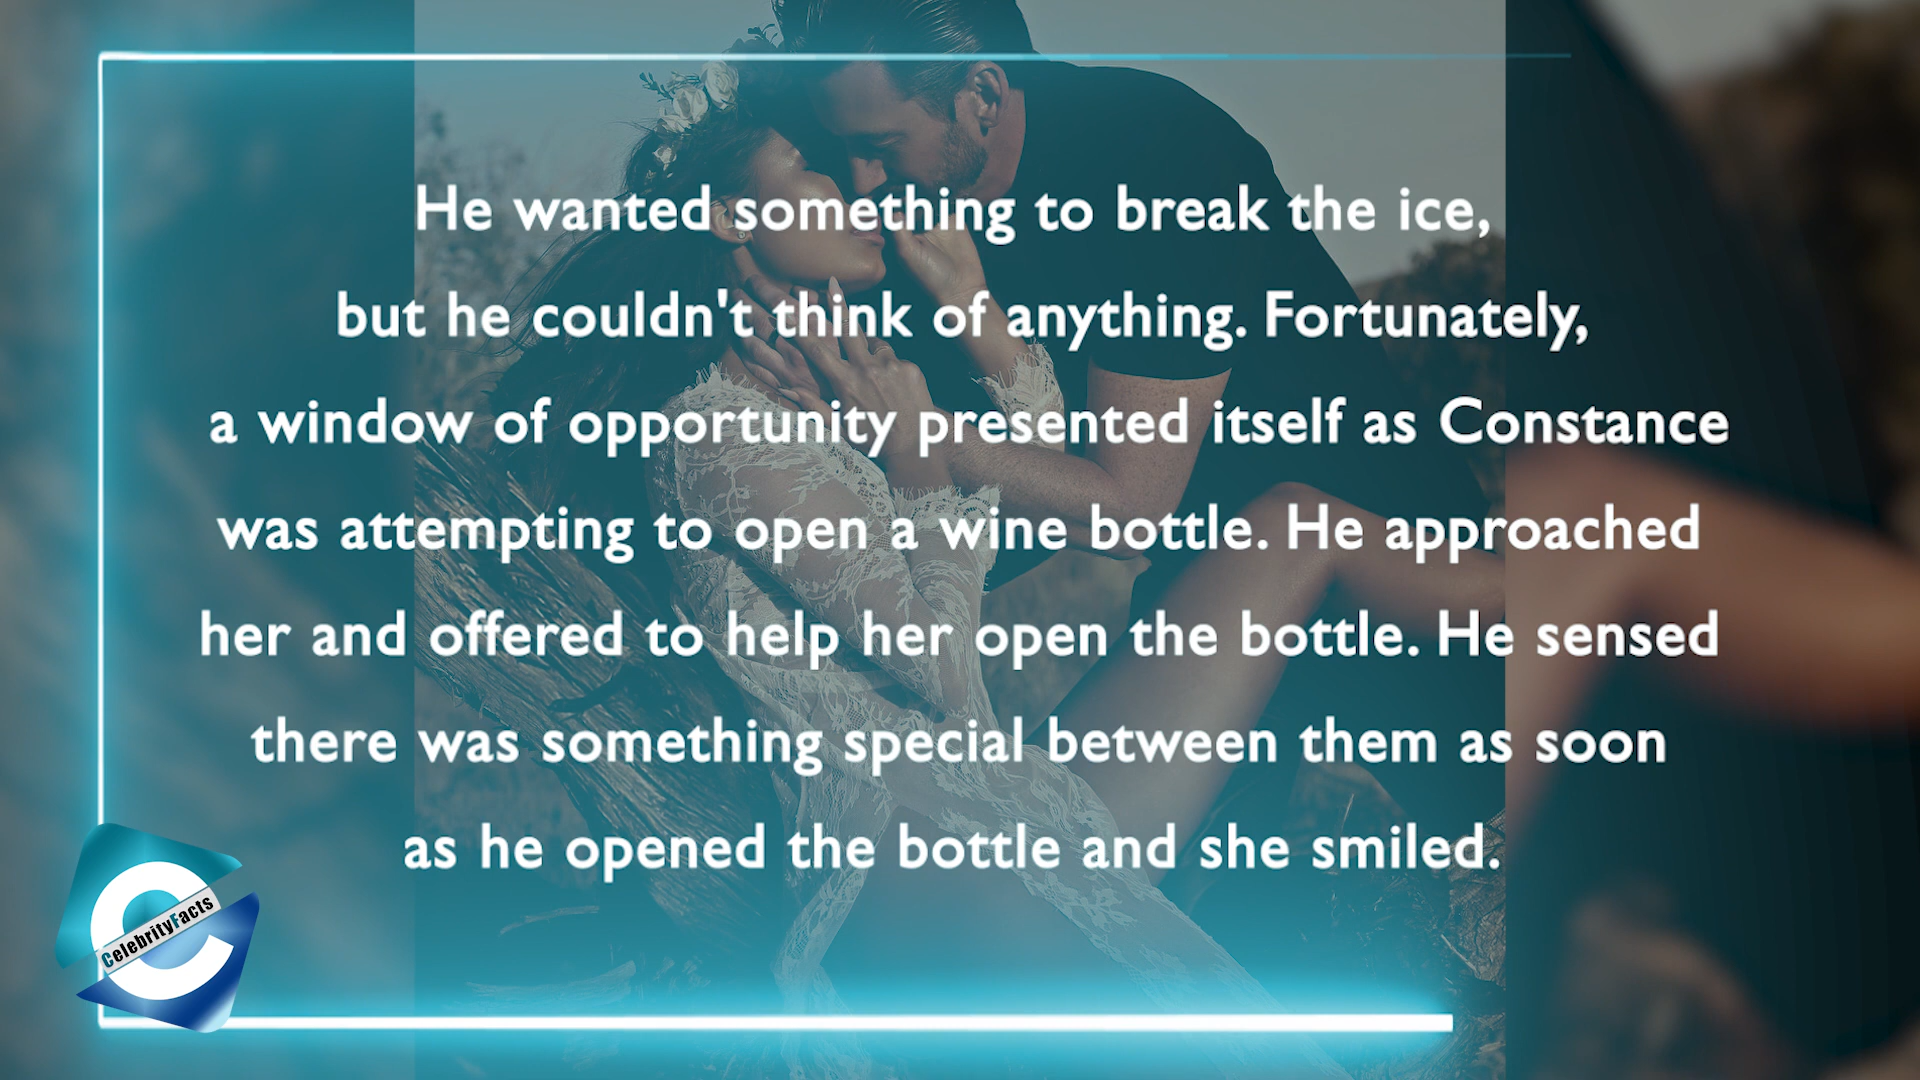 He wanted something to break the ice,
but he couldn't think of anything. Fortunately,
a window of opportunity presented itself as Constance
was attempting to open a wine bottle. He approached
her and offered to help her open the bottle. He sensed
there was something special between them as soon
as he opened the bottle and she smiled.
CelebrityFacts